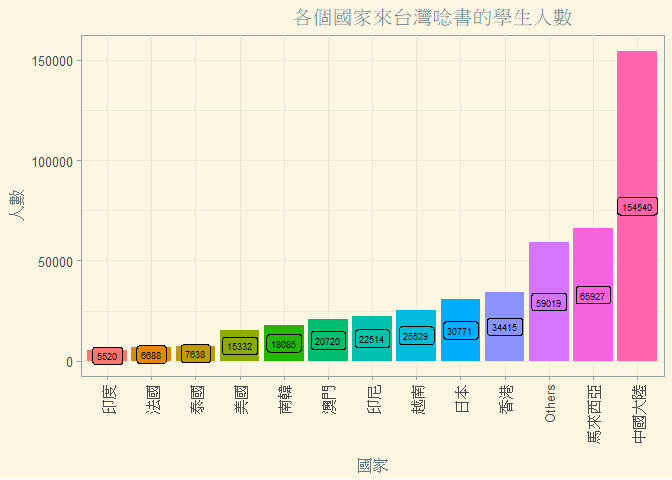 各個國家來台灣唸書的學生人數
人數
150000
100000
50000
0
5520
6688
7638
15332
18085
20720
22514
25529
30771
34415
59019
65927
154540
印度
法國
泰國
美國
南韓
澳門
印尼
越南
日本
香港
Others
馬來西亞
中國大陸
國家